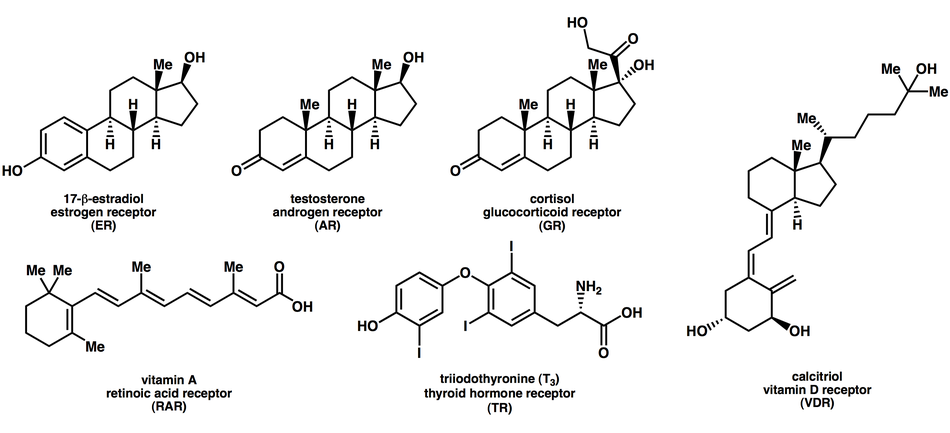 Me
OH
H
H
H
HO
17-β-estradiol
estrogen receptor
(ER)
Me
OH
Me
H
H
H
O
testosterone
androgen receptor
(AR)
HO
O
Me
OH
Me
H
H
H
O
cortisol
glucocorticoid receptor
(GR)
Me
OH
Me
Me
Me
H
HO
OH
calcitriol
vitamin D receptor
(VDR)
Me Me
Me
Me
O
OH
Me
vitamin A
retinoic acid receptor
(RAR)
I
O
NH2
OH
HO
I
I
O
triiodothyronine (T3)
thyroid hormone receptor
(TR)